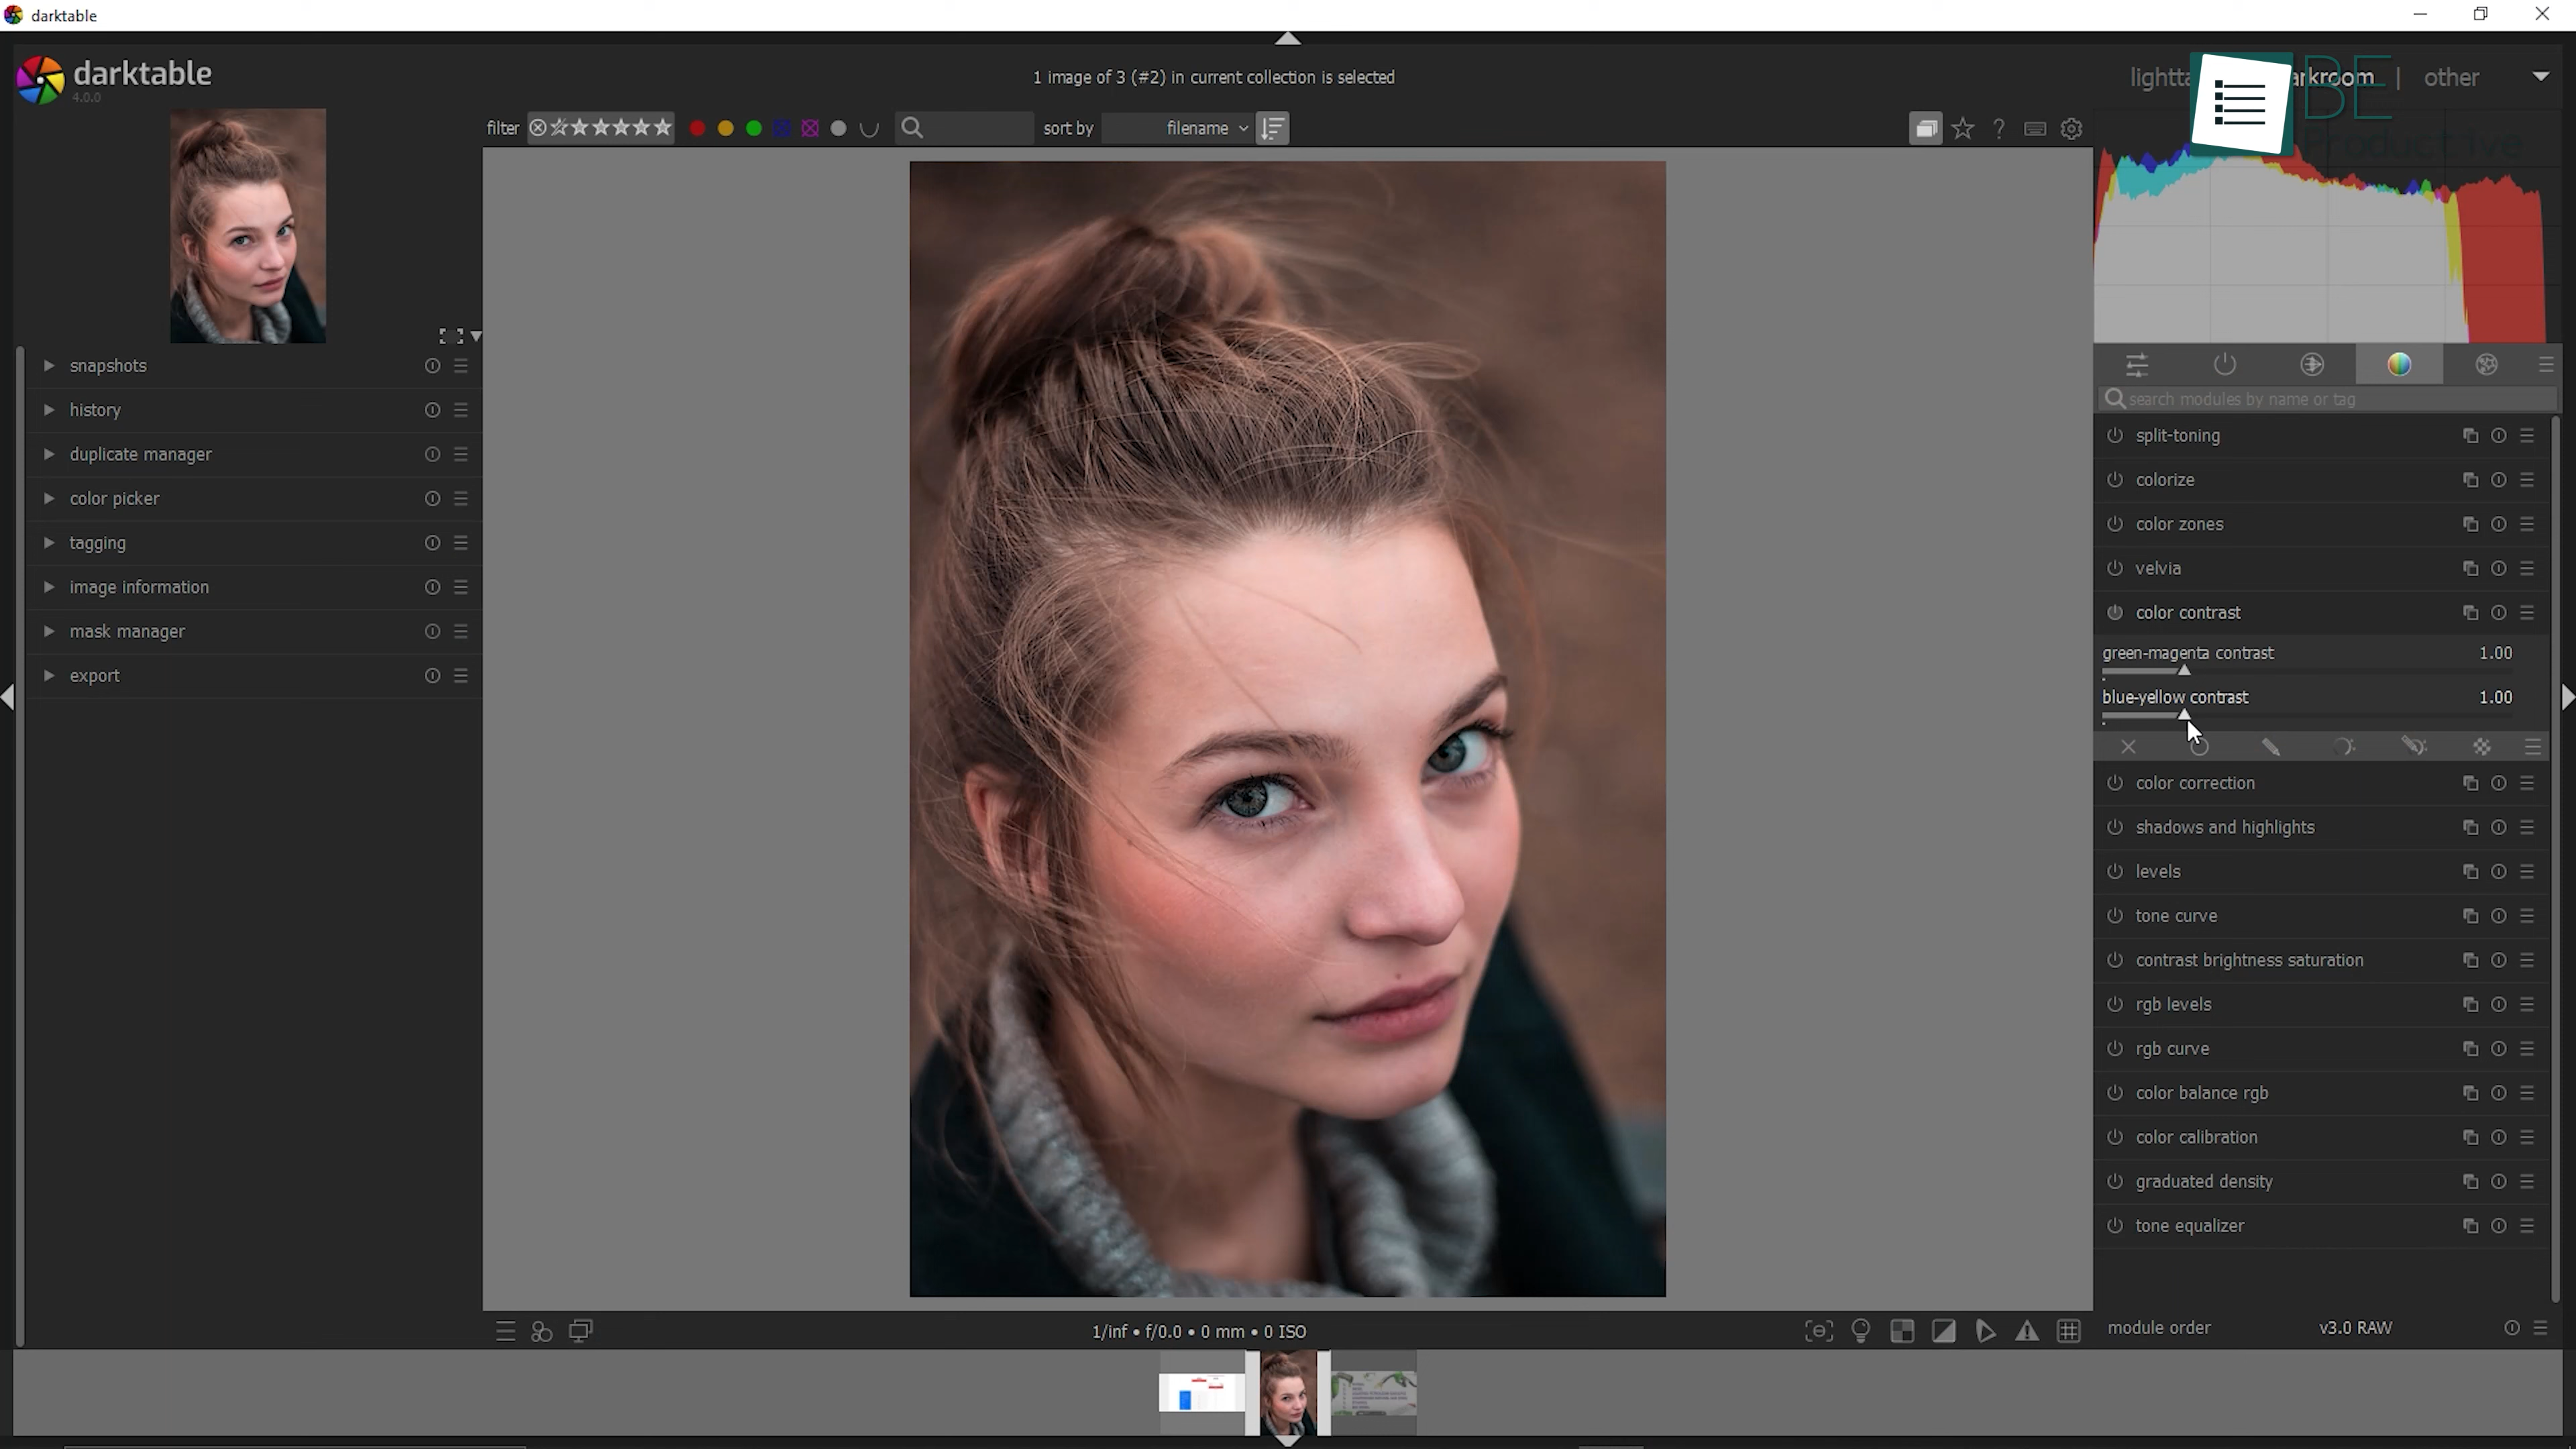 darktable
darktable
4.0.0
1 image of 3 (#2) in current collection is selected
other
BE
Productive
filter
sort by
filename
snapshots
history
duplicate manager
color picker
tagging
image information
mask manager
export
search modules by name or tag
split-toning
colorize
color zones
velvia
color contrast
green-magenta contrast 1.00
blue-yellow contrast 1.00
color correction
shadows and highlights
levels
tone curve
contrast brightness saturation
rgb levels
rgb curve
color balance rgb
color calibration
graduated density
tone equalizer
1/inf • f/0.0 • 0 mm • 0 ISO
module order v3.0 RAW